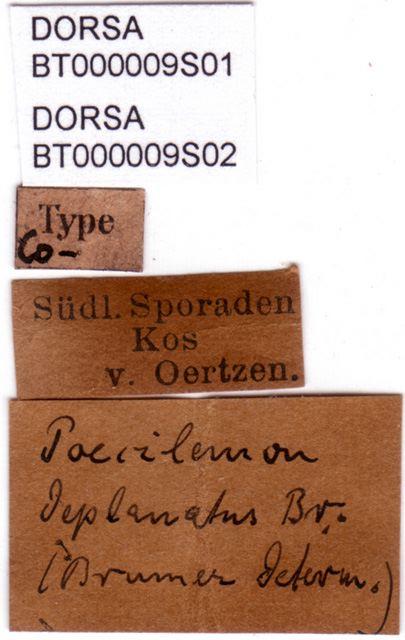 DORSA
BT000009S01
DORSA
BT000009S02
Type
Co-
Südl. Sporaden
Kos
v. Oertzen.
Poecilemon
deplanatus Br.
(Brunner determ.)